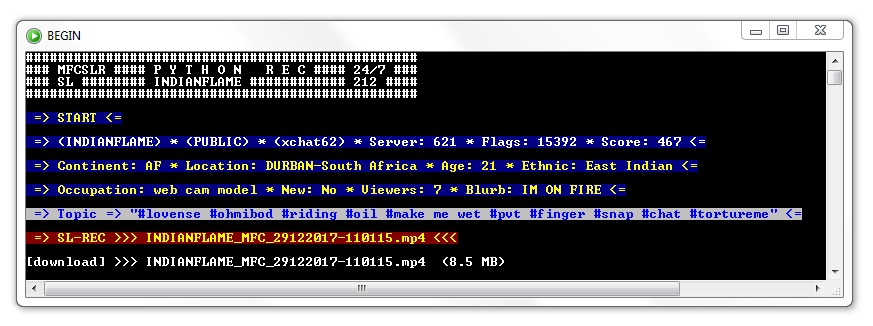 BEGIN
##################################################
### MFCSLR #### P Y T H O N   R E C #### 24/7 ###
### SL ######## INDIANFLAME ############ 212 ####
##################################################
=> START <=
=> (INDIANFLAME) * (PUBLIC) * (xchat62) * Server: 621 * Flags: 15392 * Score: 467 <=
=> Continent: AF * Location: DURBAN-South Africa * Age: 21 * Ethnic: East Indian <=
=> Occupation: web cam model * New: No * Viewers: 7 * Blurb: IM ON FIRE <=
=> Topic => "#lovense #ohmibod #riding #oil #make me wet #pvt #finger #snap #chat #tortureme" <=
=> SL-REC >>> INDIANFLAME_MFC_29122017-110115.mp4 <<<
[download] >>> INDIANFLAME_MFC_29122017-110115.mp4  (8.5 MB)